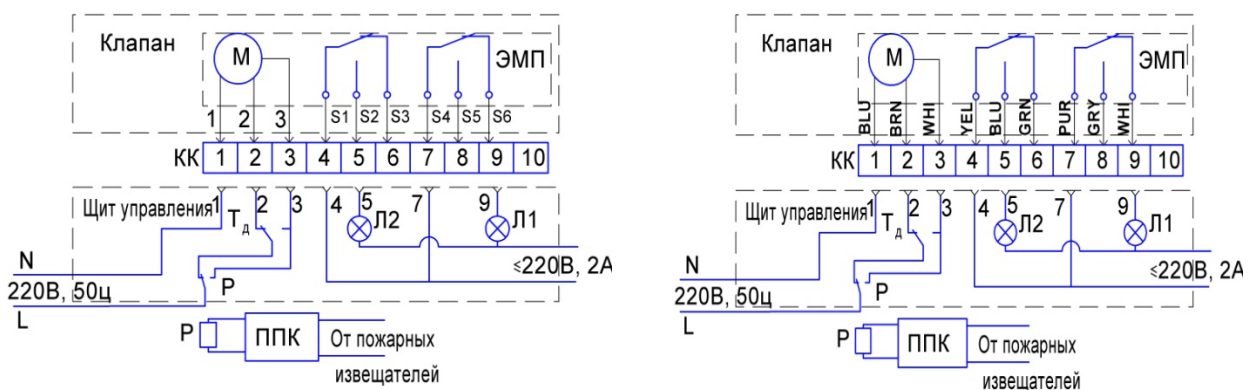 Клапан
М
ЭМП
1 2 3 S1 S2 S3 S4 S5 S6
КК 1 2 3 4 5 6 7 8 9 10
Щит управления 1 2 3 4 5 7 9
Тд Л2 Л1
N
≤220В, 2А
220В, 50ц
Р
L
Р ППК От пожарных
извещателей
Клапан
М
ЭМП
BLU BRN WHI YEL BLU GRN PUR GRY WHI
КК 1 2 3 4 5 6 7 8 9 10
Щит управления 1 2 3 4 5 7 9
Тд Л2 Л1
N
≤220В, 2А
220В, 50ц
Р
L
Р ППК От пожарных
извещателей